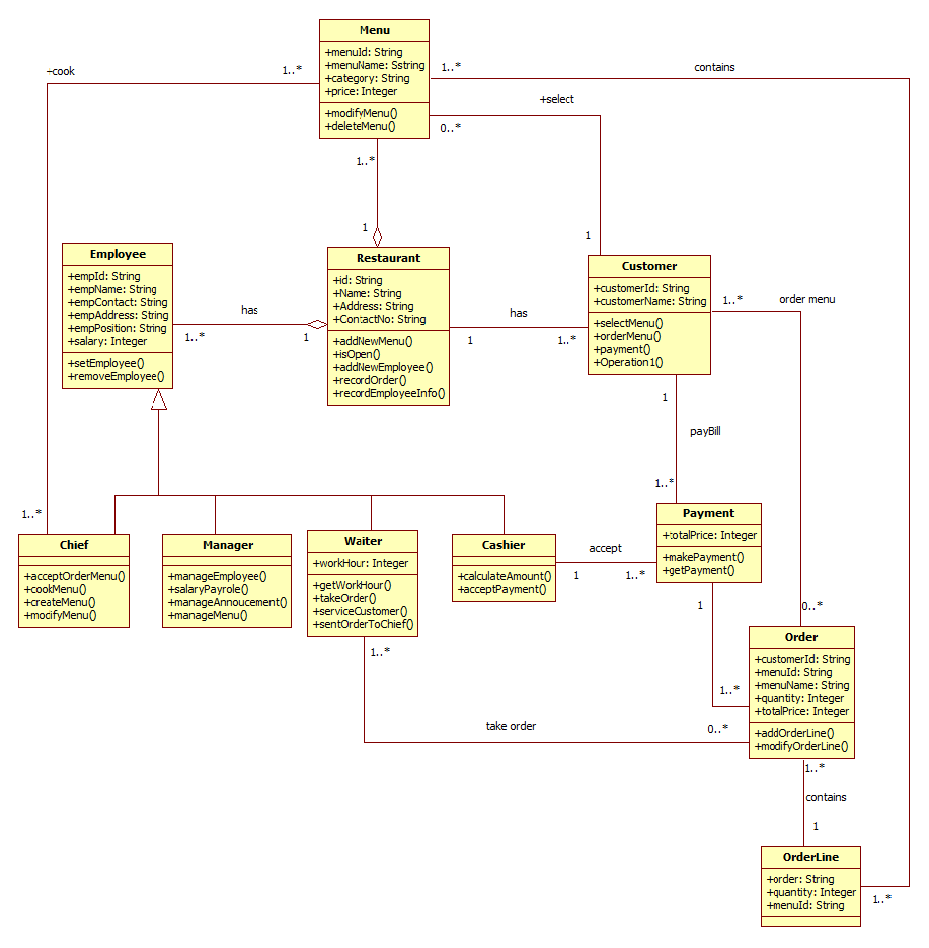 Menu
+menuId: String
+menuName: Sstring
+category: String
+price: Integer
+modifyMenu()
+deleteMenu()
+cook
1..*
1..*
contains
+select
0..*
1..*
1
1
Employee
+empId: String
+empName: String
+empContact: String
+empAddress: String
+empPosition: String
+salary: Integer
+setEmployee()
+removeEmployee()
has
1..*
1
Restaurant
+id: String
+Name: String
+Address: String
+ContactNo: String
+addNewMenu()
+isOpen()
+addNewEmployee()
+recordOrder()
+recordEmployeeInfo()
has
1
1..*
Customer
+customerId: String
+customerName: String
+selectMenu()
+orderMenu()
+payment()
+Operation1()
1..*
order menu
1
payBill
1..*
1..*
Chief
+acceptOrderMenu()
+cookMenu()
+createMenu()
+modifyMenu()
Manager
+manageEmployee()
+salaryPayrole()
+manageAnnoucement()
+manageMenu()
Waiter
+workHour: Integer
+getWorkHour()
+takeOrder()
+serviceCustomer()
+sentOrderToChief()
Cashier
+calculateAmount()
+acceptPayment()
accept
1
1..*
Payment
+totalPrice: Integer
+makePayment()
+getPayment()
1
0..*
1..*
1..*
take order
0..*
Order
+customerId: String
+menuId: String
+menuName: String
+quantity: Integer
+totalPrice: Integer
+addOrderLine()
+modifyOrderLine()
1..*
contains
1
OrderLine
+order: String
+quantity: Integer
+menuId: String
1..*